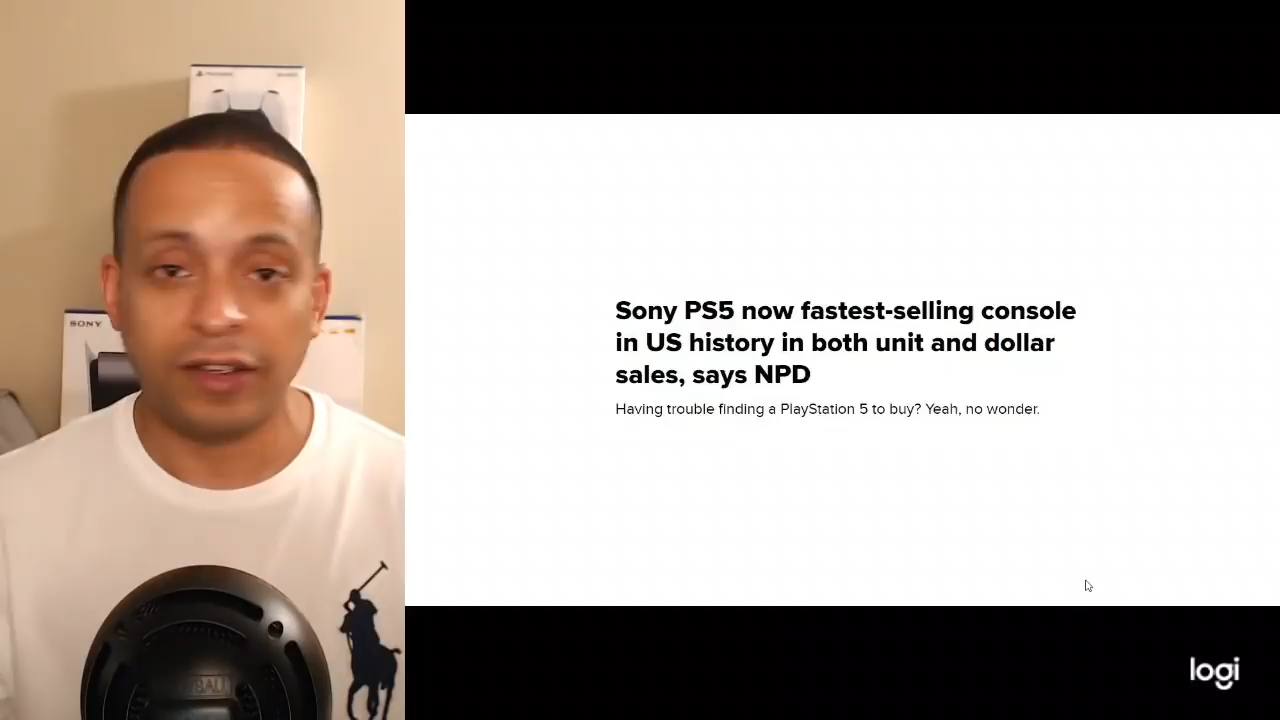 SONY
BALL
Sony PS5 now fastest-selling console
in US history in both unit and dollar
sales, says NPD
Having trouble finding a PlayStation 5 to buy? Yeah, no wonder.
logi